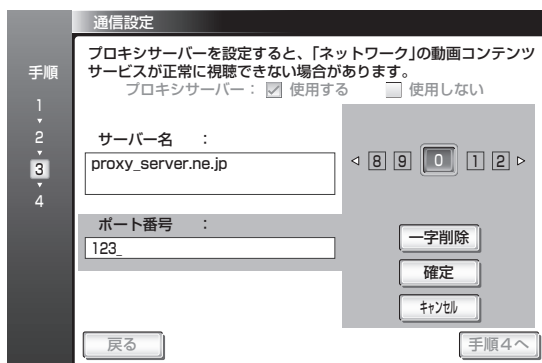 通信設定
プロキシサーバーを設定すると、「ネットワーク」の動画コンテンツ
サービスが正常に視聴できない場合があります。
プロキシサーバー： 使用する 使用しない
手順
1
2
3
4
サーバー名 ：
proxy_server.ne.jp
8 9 0 1 2
ポート番号 ：
123_
一字削除
確定
キャンセル
戻る
手順4へ